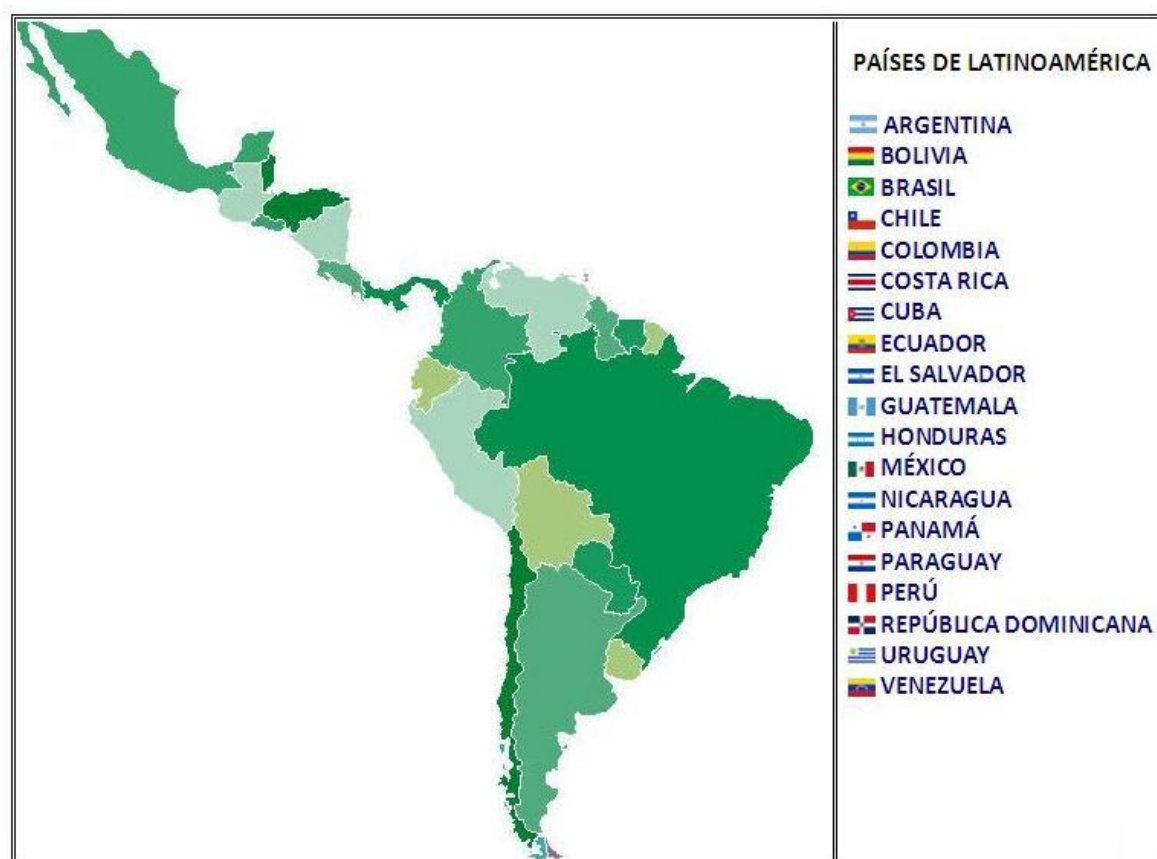 PAÍSES DE LATINOAMÉRICA
ARGENTINA
BOLIVIA
BRASIL
CHILE
COLOMBIA
COSTA RICA
CUBA
ECUADOR
EL SALVADOR
GUATEMALA
HONDURAS
MÉXICO
NICARAGUA
PANAMÁ
PARAGUAY
PERÚ
REPÚBLICA DOMINICANA
URUGUAY
VENEZUELA